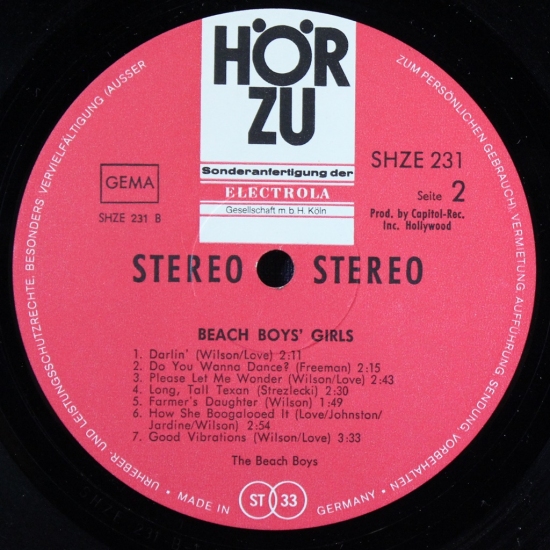 HÖR
ZU
Sonderanfertigung der
ELECTROLA
Gesellschaft m b H. Köln
GEMA
SHZE 231 B
SHZE 231
Seite 2
Prod. by Capitol-Rec.
Inc. Hollywood
STEREO STEREO
BEACH BOYS' GIRLS
1. Darlin' (Wilson/Love) 2:11
2. Do You Wanna Dance? (Freeman) 2:15
3. Please Let Me Wonder (Wilson/Love) 2:43
4. Long, Tall Texan (Strezlecki) 2:30
5. Farmer's Daughter (Wilson) 1:49
6. How She Boogalooed It (Love/Johnston/
Jardine/Wilson) 2:54
7. Good Vibrations (Wilson/Love) 3:33
The Beach Boys
URHEBER- UND LEISTUNGSSCHUTZRECHTE, BESONDERS VERVIELFÄLTIGUNG (AUSSER
ZUM PERSÖNLICHEN GEBRAUCH) VERMIETUNG, AUFFÜHRUNG, SENDUNG, VORBEHALTEN
• MADE IN ST 33 GERMANY •